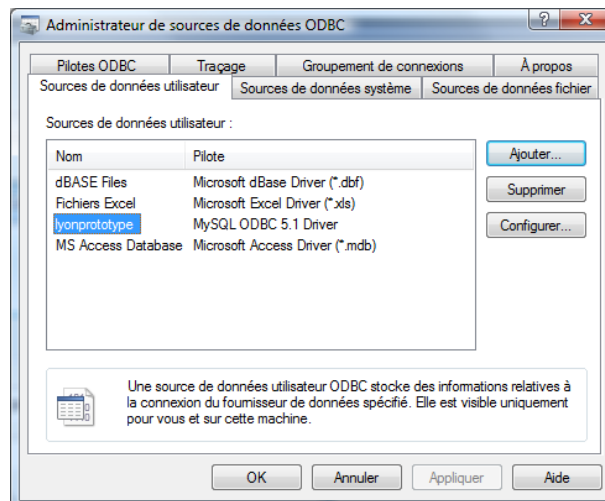 Administrateur de sources de données ODBC
Pilotes ODBC Traçage Groupement de connexions À propos
Sources de données utilisateur Sources de données système Sources de données fichier
Sources de données utilisateur :
Nom Pilote
dBASE Files Microsoft dBase Driver (*.dbf)
Fichiers Excel Microsoft Excel Driver (*.xls)
lyonprototype MySQL ODBC 5.1 Driver
MS Access Database Microsoft Access Driver (*.mdb)
Ajouter...
Supprimer
Configurer...
Une source de données utilisateur ODBC stocke des informations relatives à
la connexion du fournisseur de données spécifié. Elle est visible uniquement
pour vous et sur cette machine.
OK Annuler Appliquer Aide